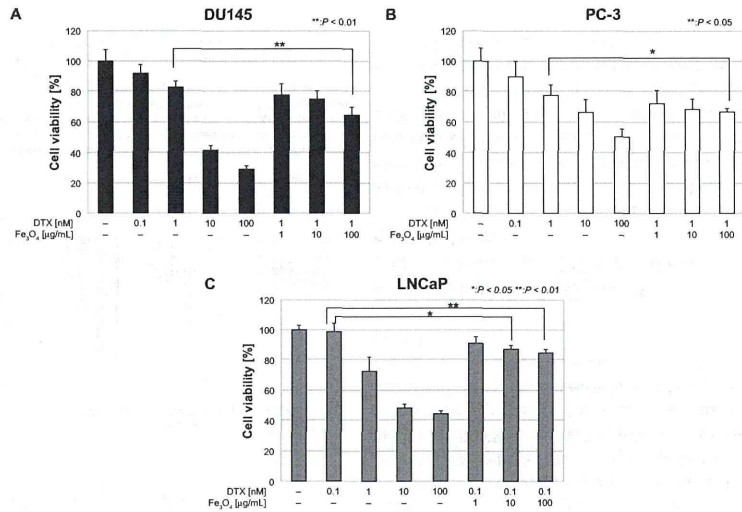 A
DU145
**:P < 0.01
Cell viability [%]
120
100
80
60
40
20
0
**
DTX [nM] – 0.1 1 10 100 1 1 1
Fe3O4 [µg/mL] – – – – – 1 10 100
B
PC-3
**:P < 0.05
Cell viability [%]
120
100
80
60
40
20
0
*
DTX [nM] – 0.1 1 10 100 1 1 1
Fe3O4 [µg/mL] – – – – – 1 10 100
C
LNCaP
*:P < 0.05 **:P < 0.01
Cell viability [%]
120
100
80
60
40
20
0
**
*
DTX [nM] – 0.1 1 10 100 0.1 0.1 0.1
Fe3O4 [µg/mL] – – – – – 1 10 100